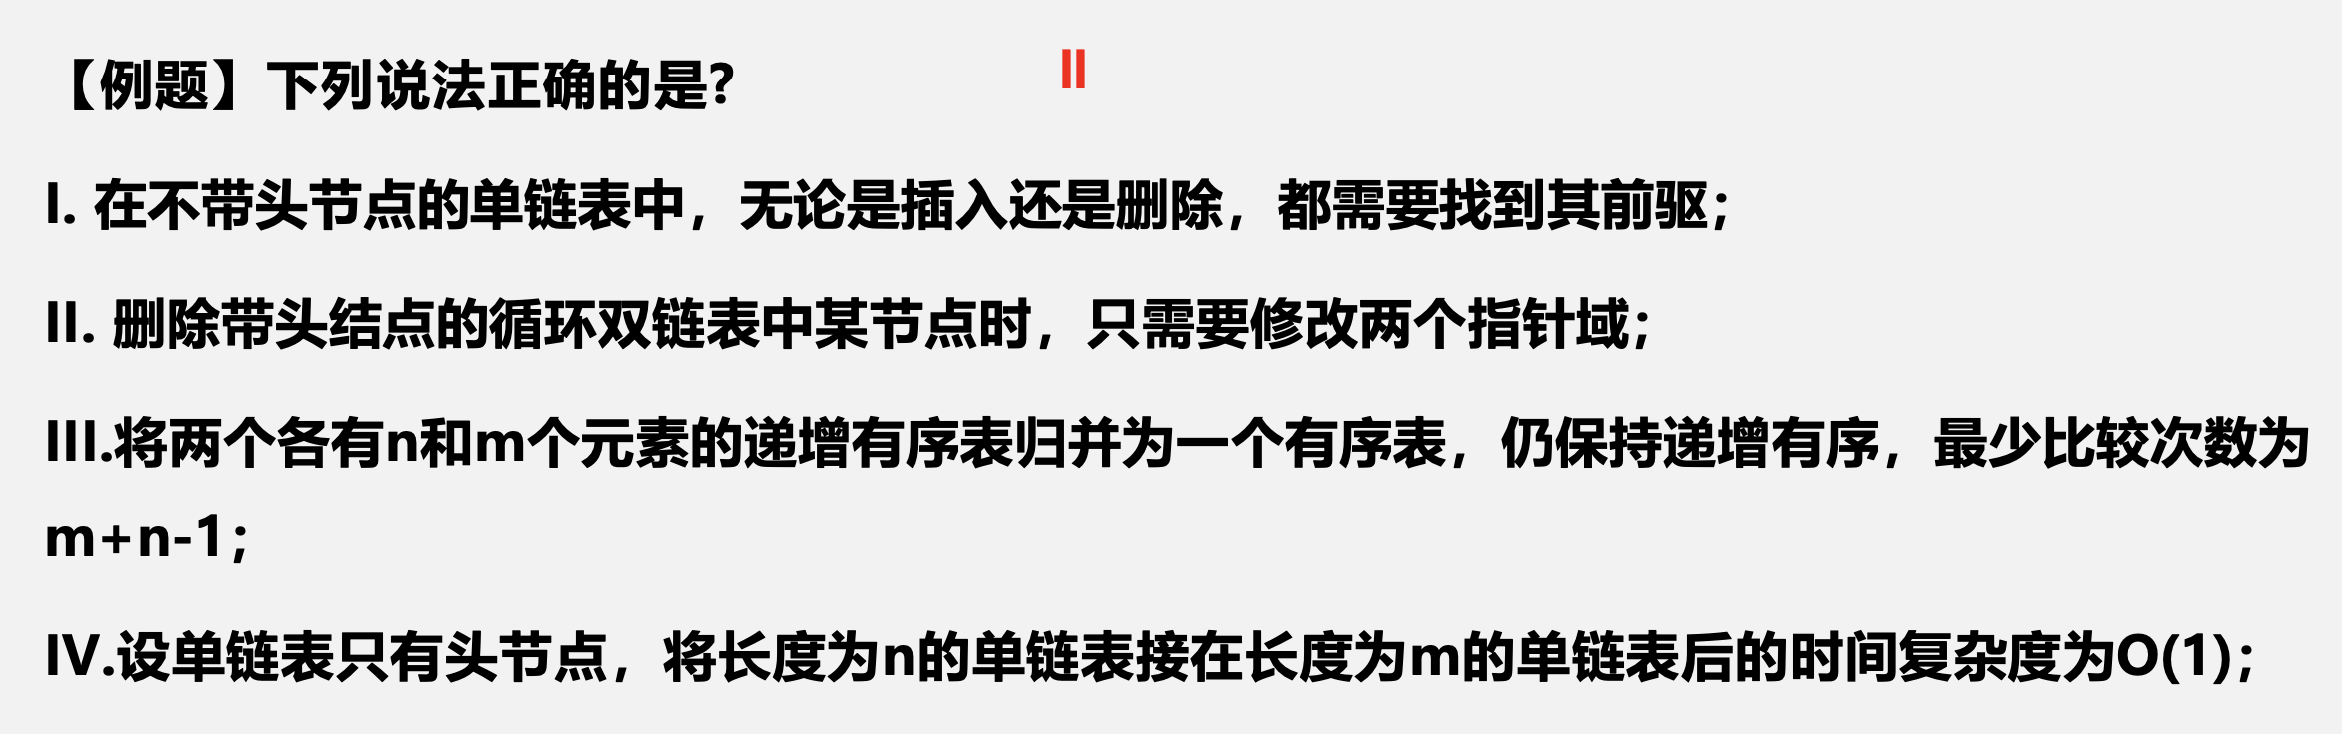 【例题】下列说法正确的是? II
I. 在不带头节点的单链表中，无论是插入还是删除，都需要找到其前驱；
II. 删除带头结点的循环双链表中某节点时，只需要修改两个指针域；
III.将两个各有n和m个元素的递增有序表归并为一个有序表，仍保持递增有序，最少比较次数为
m+n-1；
IV.设单链表只有头节点，将长度为n的单链表接在长度为m的单链表后的时间复杂度为O(1)；